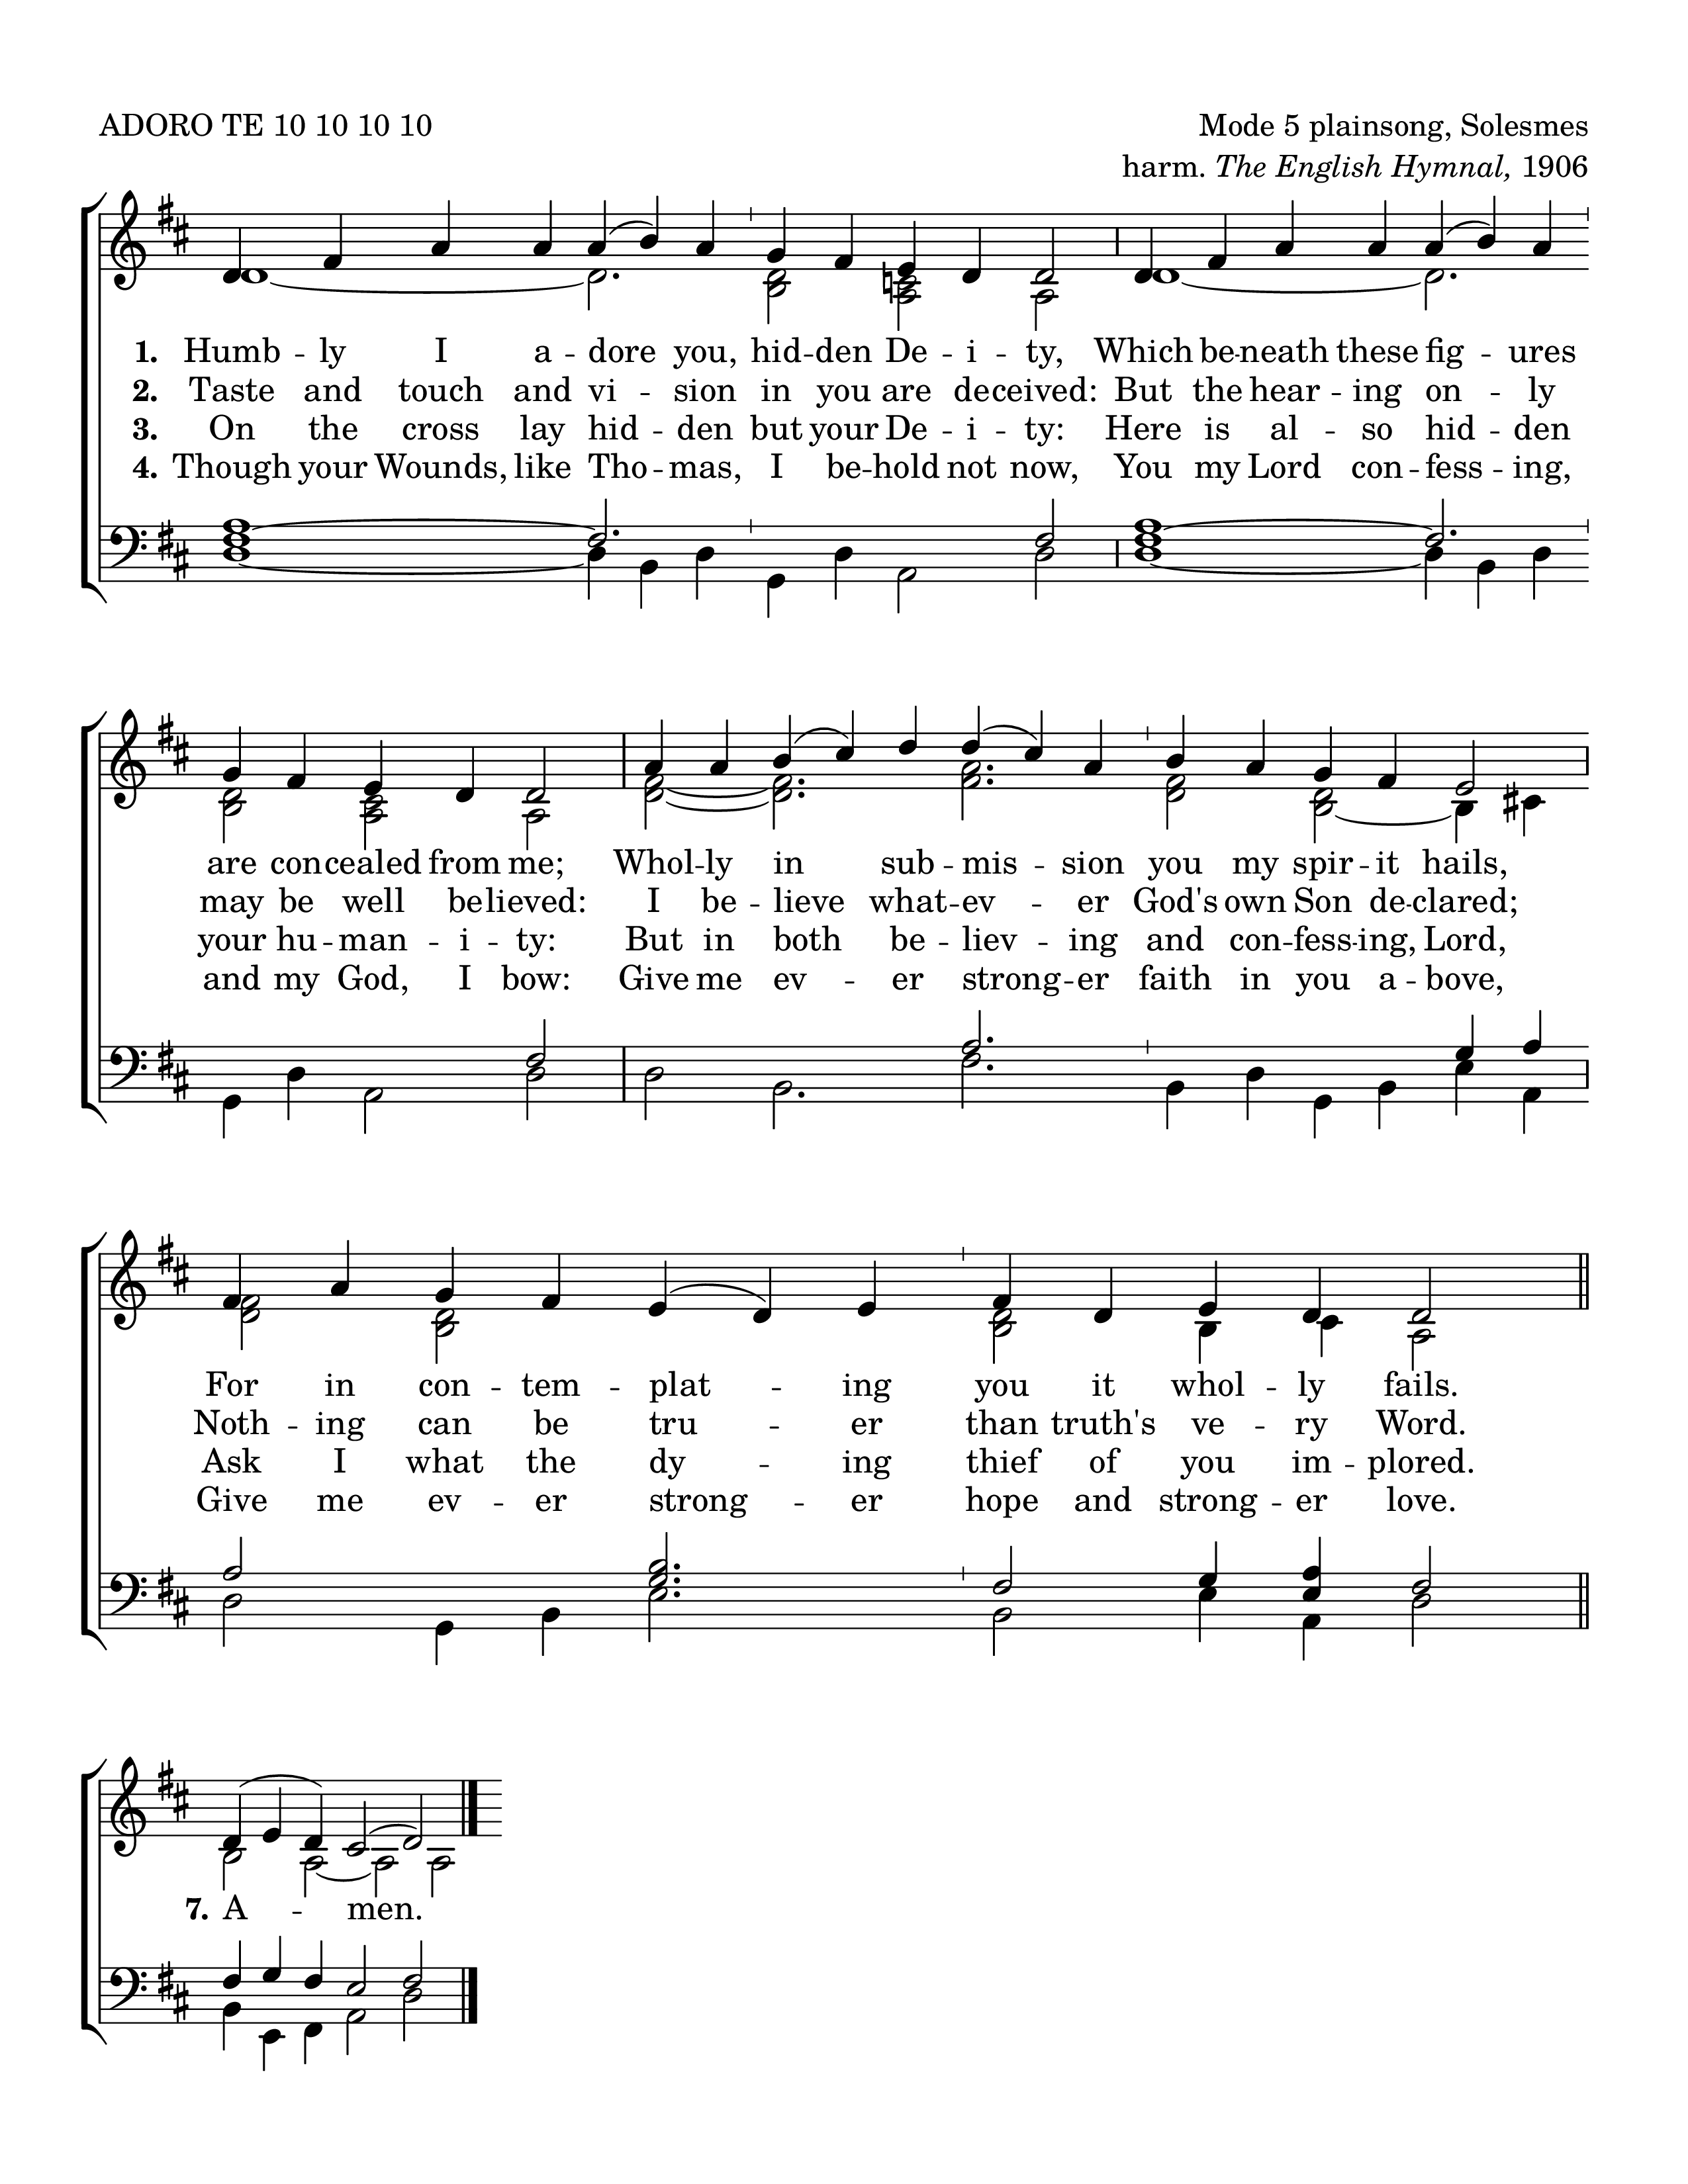 ADORO TE 10 10 10 10
Mode 5 plainsong, Solesmes
harm. The English Hymnal, 1906
1. Humb -- ly I a -- dore you, hid -- den De -- i -- ty, Which be -- neath these fig -- ures
2. Taste and touch and vi -- sion in you are deceived: But the hear -- ing on -- ly
3. On the cross lay hid -- den but your De -- i -- ty: Here is al -- so hid -- den
4. Though your Wounds, like Tho -- mas, I be -- hold not now, You my Lord con -- fess -- ing,
are concealed from me; Whol -- ly in sub -- mis -- sion you my spir -- it hails,
may be well believed: I be -- lieve what -- ev -- er God's own Son de -- clared;
your hu -- man -- i -- ty: But in both be -- liev -- ing and con -- fess -- ing, Lord,
and my God, I bow: Give me ev -- er strong -- er faith in you a -- bove,
For in con -- tem -- plat -- ing you it whol -- ly fails.
Noth -- ing can be tru -- er than truth's ve -- ry Word.
Ask I what the dy -- ing thief of you im -- plored.
Give me ev -- er strong -- er hope and strong -- er love.
7. A -- men.